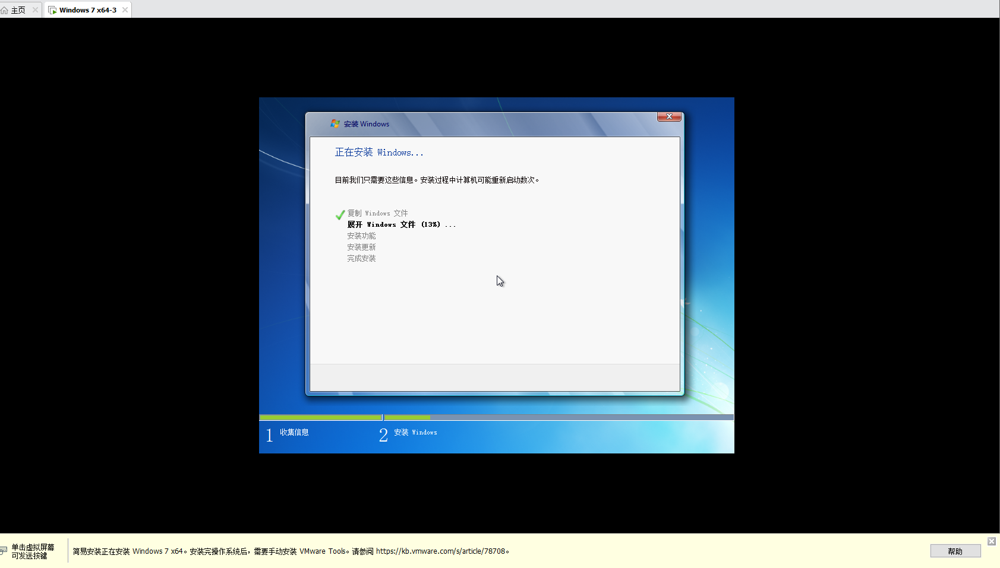 主页
Windows 7 x64-3
安装 Windows
正在安装 Windows...
目前我们只需要这些信息。安装过程中计算机可能重新启动数次。
复制 Windows 文件
展开 Windows 文件 (13%) ...
安装功能
安装更新
完成安装
1 收集信息
2 安装 Windows
单击虚拟屏幕
可发送按键
简易安装正在安装 Windows 7 x64。安装完操作系统后，需要手动安装 VMware Tools。请参阅 https://kb.vmware.com/s/article/78708。
帮助